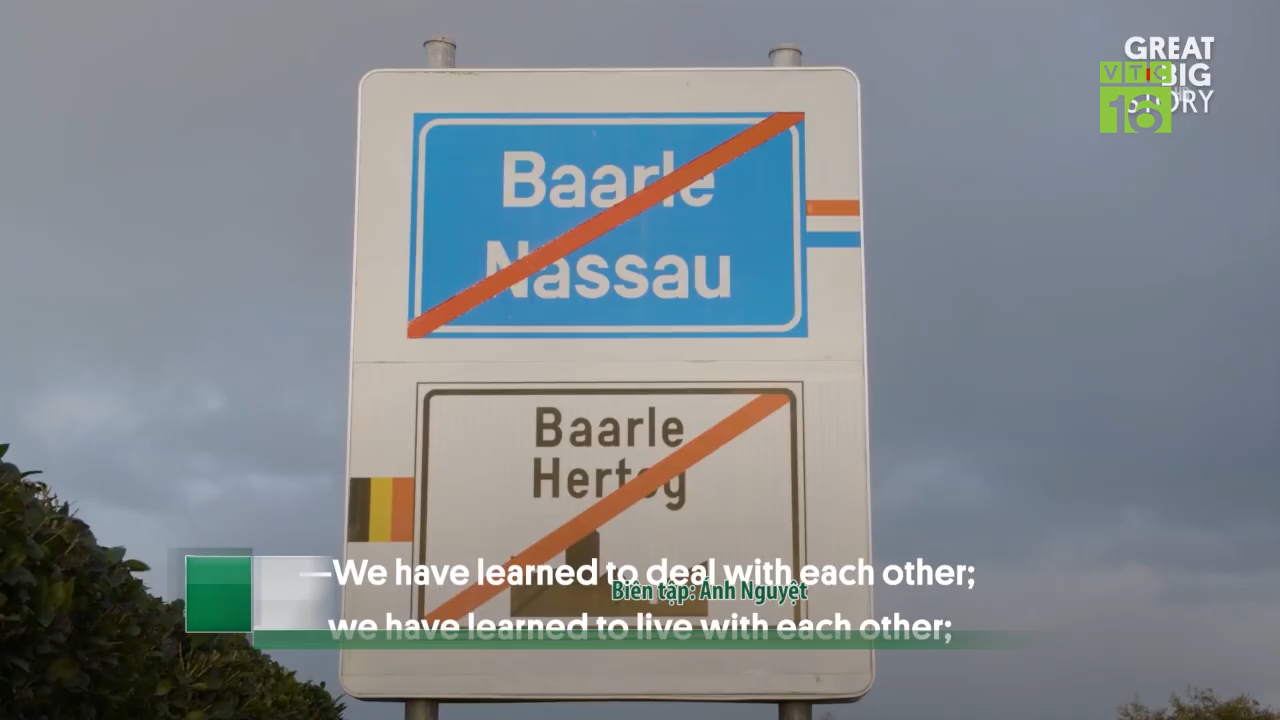 GREAT
BIG
STORY
VTC
16
Baarle
Nassau
Baarle
Hertog
—We have learned to deal with each other;
Biên tập: Ánh Nguyệt
we have learned to live with each other;